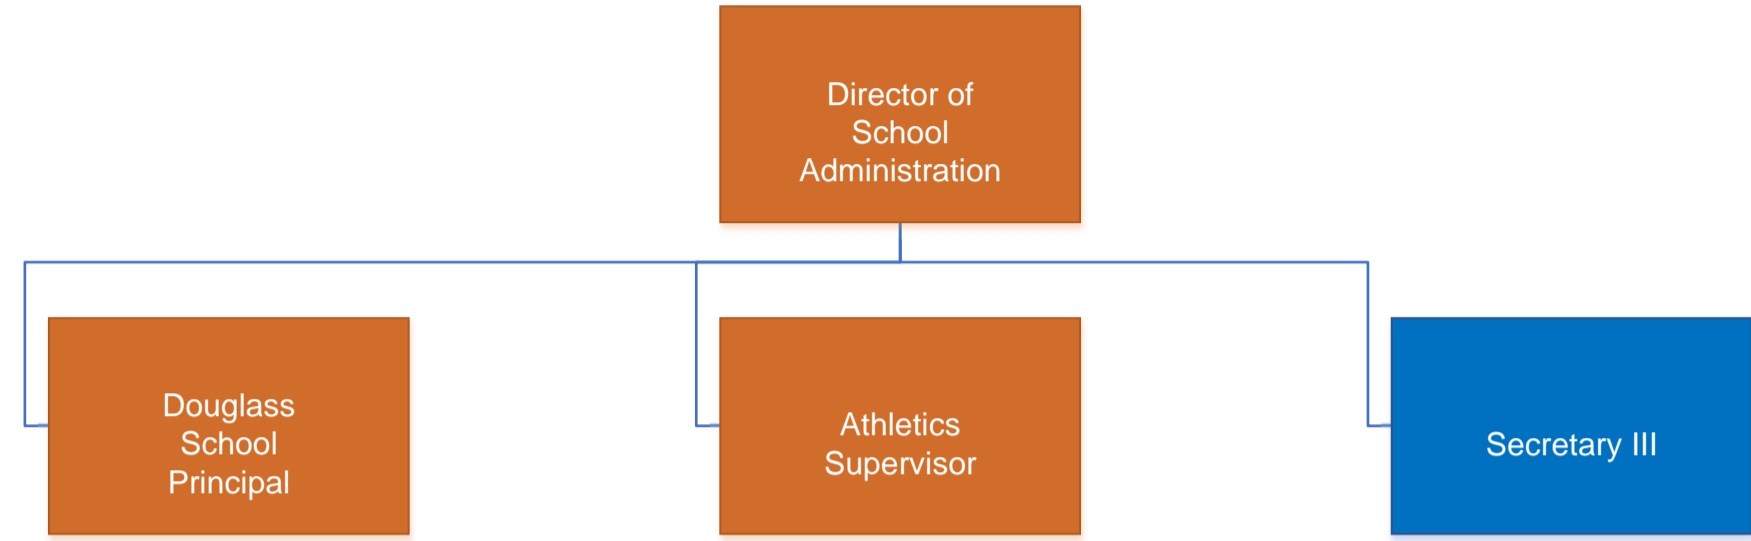 Director of
School
Administration
Douglass
School
Principal
Athletics
Supervisor
Secretary III